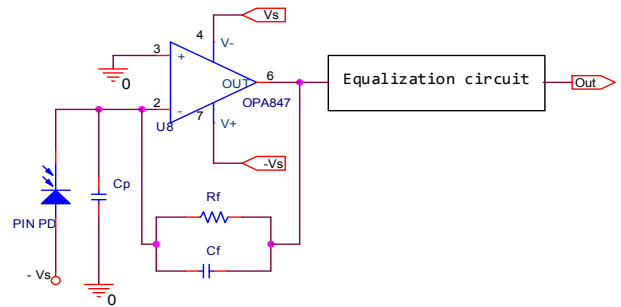 Vs
4
V-
3
+
0
OUT
6
Equalization circuit
Out
OPA847
2
-
U8
7
V+
-Vs
Cp
Rf
PIN PD
Cf
- Vs
0